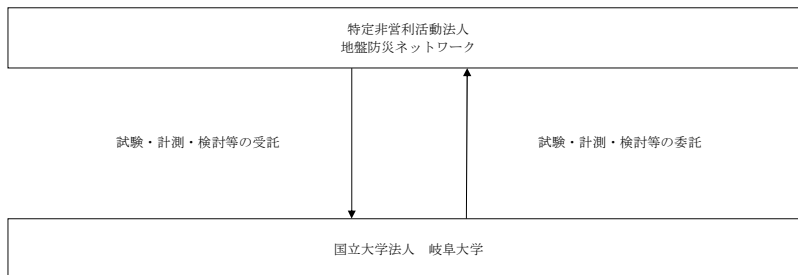 特定非営利活動法人
地盤防災ネットワーク
試験・計測・検討等の受託
試験・計測・検討等の委託
国立大学法人　岐阜大学